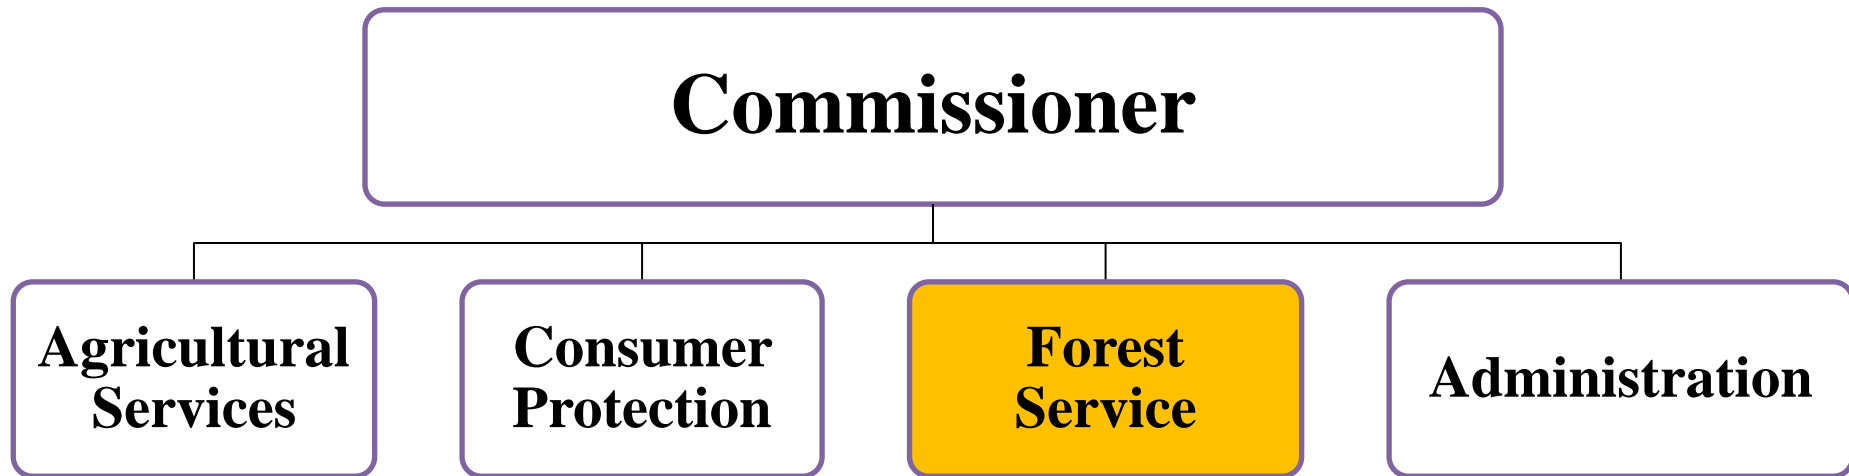 Commissioner
Agricultural
Services
Consumer
Protection
Forest
Service
Administration